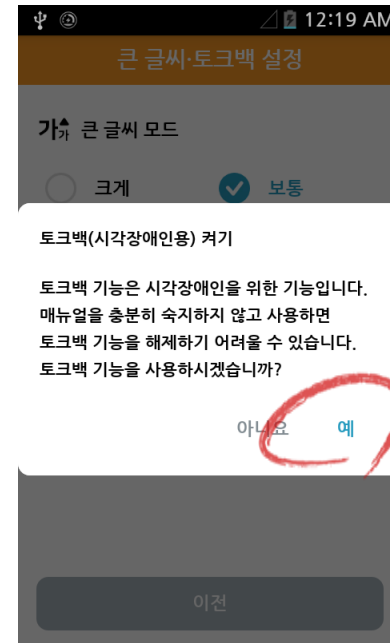 12:19 AM
큰 글씨·토크백 설정
가가 큰 글씨 모드
크게 보통
토크백(시각장애인용) 켜기
토크백 기능은 시각장애인을 위한 기능입니다.
매뉴얼을 충분히 숙지하지 않고 사용하면
토크백 기능을 해제하기 어려울 수 있습니다.
토크백 기능을 사용하시겠습니까?
아니요 예
이전